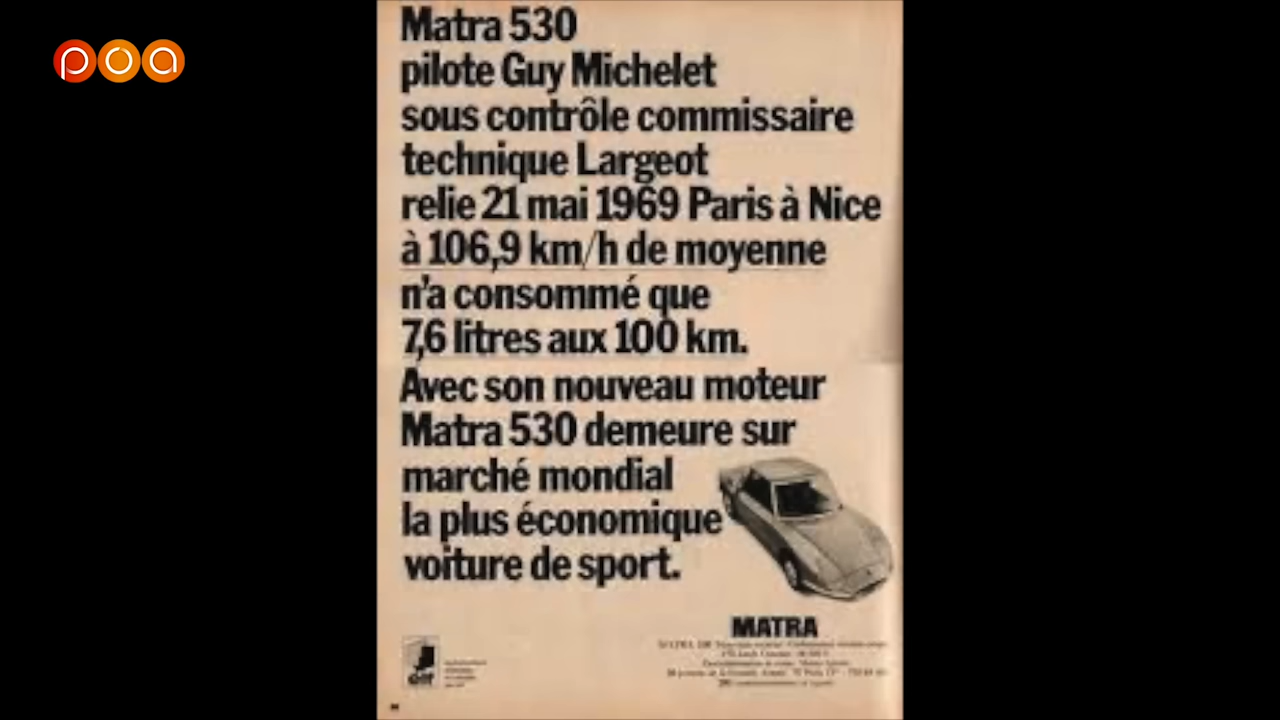 poa
Matra 530
pilote Guy Michelet
sous contrôle commissaire
technique Largeot
relie 21 mai 1969 Paris à Nice
à 106,9 km/h de moyenne
n'a consommé que
7,6 litres aux 100 km.
Avec son nouveau moteur
Matra 530 demeure sur
marché mondial
la plus économique
voiture de sport.
MATRA
elf